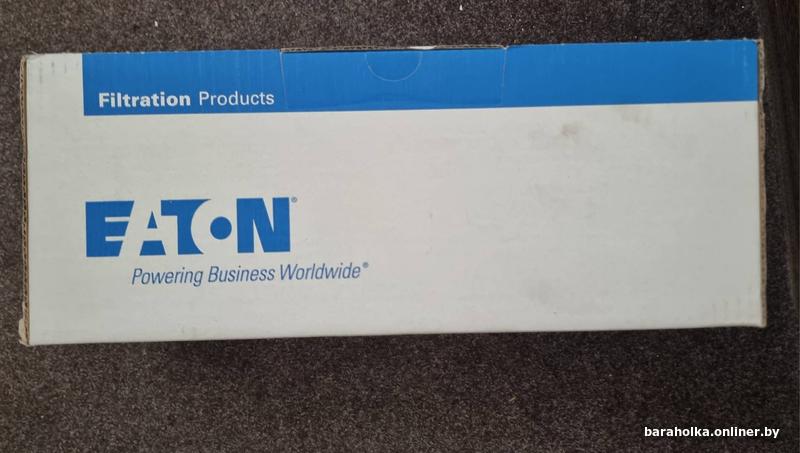 Filtration Products
EATON®
Powering Business Worldwide®
baraholka.onliner.by